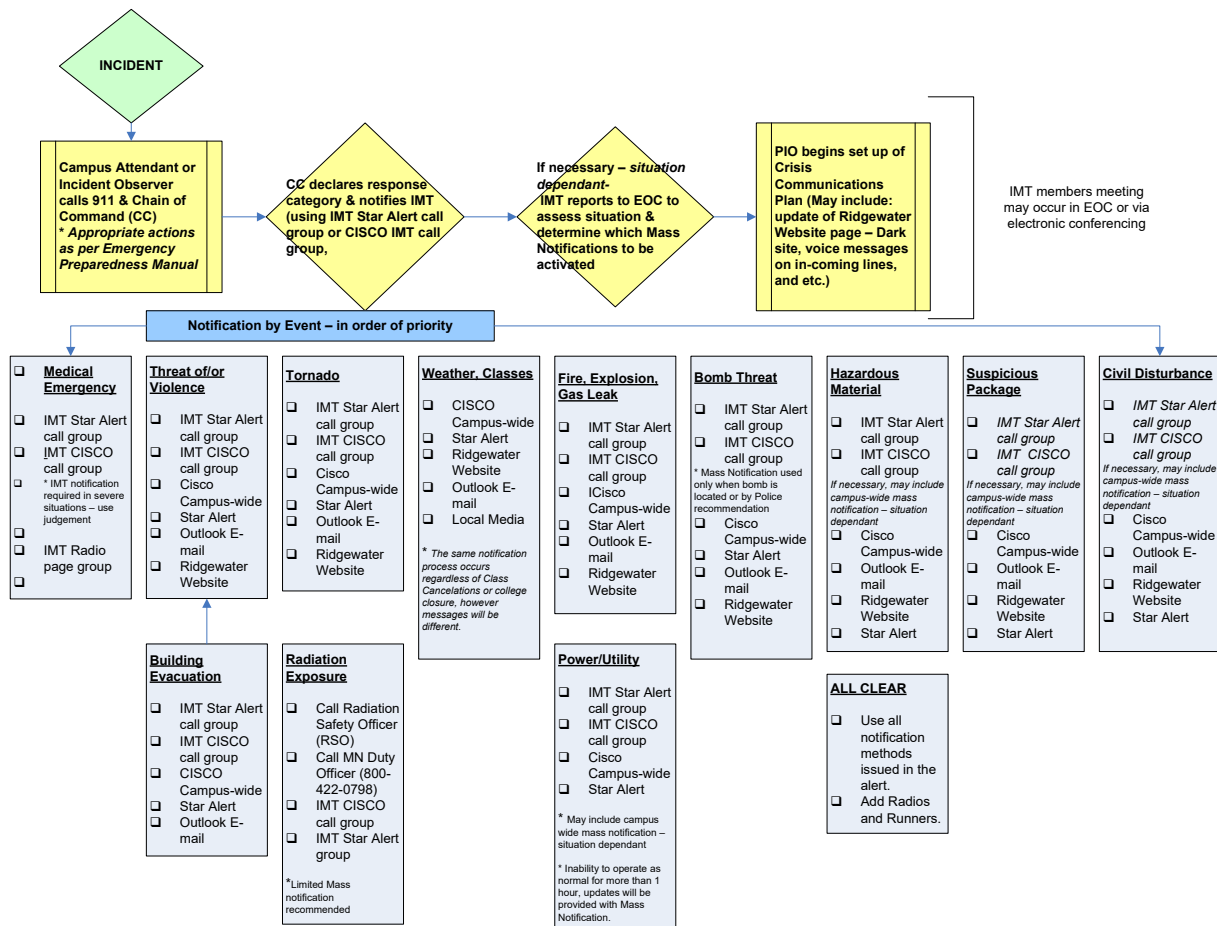 INCIDENT
Campus Attendant or
Incident Observer
calls 911 & Chain of
Command (CC)
* Appropriate actions
as per Emergency
Preparedness Manual
CC declares response
category & notifies IMT
(using IMT Star Alert call
group or CISCO IMT call
group,
If necessary – situation
dependant-
IMT reports to EOC to
assess situation &
determine which Mass
Notifications to be
activated
PIO begins set up of
Crisis
Communications
Plan (May include:
update of Ridgewater
Website page – Dark
site, voice messages
on in-coming lines,
and etc.)
IMT members meeting
may occur in EOC or via
electronic conferencing
Notification by Event – in order of priority
Medical
Emergency
IMT Star Alert
call group
IMT CISCO
call group
* IMT notification
required in severe
situations – use
judgement
IMT Radio
page group
Threat of/or
Violence
IMT Star Alert
call group
IMT CISCO
call group
Cisco
Campus-wide
Star Alert
Outlook E-
mail
Ridgewater
Website
Tornado
IMT Star Alert
call group
IMT CISCO
call group
Cisco
Campus-wide
Star Alert
Outlook E-
mail
Ridgewater
Website
Weather, Classes
CISCO
Campus-wide
Star Alert
Ridgewater
Website
Outlook E-
mail
Local Media
* The same notification
process occurs
regardless of Class
Cancelations or college
closure, however
messages will be
different.
Fire, Explosion,
Gas Leak
IMT Star Alert
call group
IMT CISCO
call group
ICisco
Campus-wide
Star Alert
Outlook E-
mail
Ridgewater
Website
Bomb Threat
IMT Star Alert
call group
IMT CISCO
call group
* Mass Notification used
only when bomb is
located or by Police
recommendation
Cisco
Campus-wide
Star Alert
Outlook E-
mail
Ridgewater
Website
Hazardous
Material
IMT Star Alert
call group
IMT CISCO
call group
If necessary, may include
campus-wide mass
notification – situation
dependant
Cisco
Campus-wide
Outlook E-
mail
Ridgewater
Website
Star Alert
Suspicious
Package
IMT Star Alert
call group
IMT CISCO
call group
If necessary, may include
campus-wide mass
notification – situation
dependant
Cisco
Campus-wide
Outlook E-
mail
Ridgewater
Website
Star Alert
Civil Disturbance
IMT Star Alert
call group
IMT CISCO
call group
If necessary, may include
campus-wide mass
notification – situation
dependant
Cisco
Campus-wide
Outlook E-
mail
Ridgewater
Website
Star Alert
Building
Evacuation
IMT Star Alert
call group
IMT CISCO
call group
CISCO
Campus-wide
Star Alert
Outlook E-
mail
Radiation
Exposure
Call Radiation
Safety Officer
(RSO)
Call MN Duty
Officer (800-
422-0798)
IMT CISCO
call group
IMT Star Alert
group
*Limited Mass
notification
recommended
Power/Utility
IMT Star Alert
call group
IMT CISCO
call group
Cisco
Campus-wide
Star Alert
* May include campus
wide mass notification –
situation dependant
* Inability to operate as
normal for more than 1
hour, updates will be
provided with Mass
Notification.
ALL CLEAR
Use all
notification
methods
issued in the
alert.
Add Radios
and Runners.